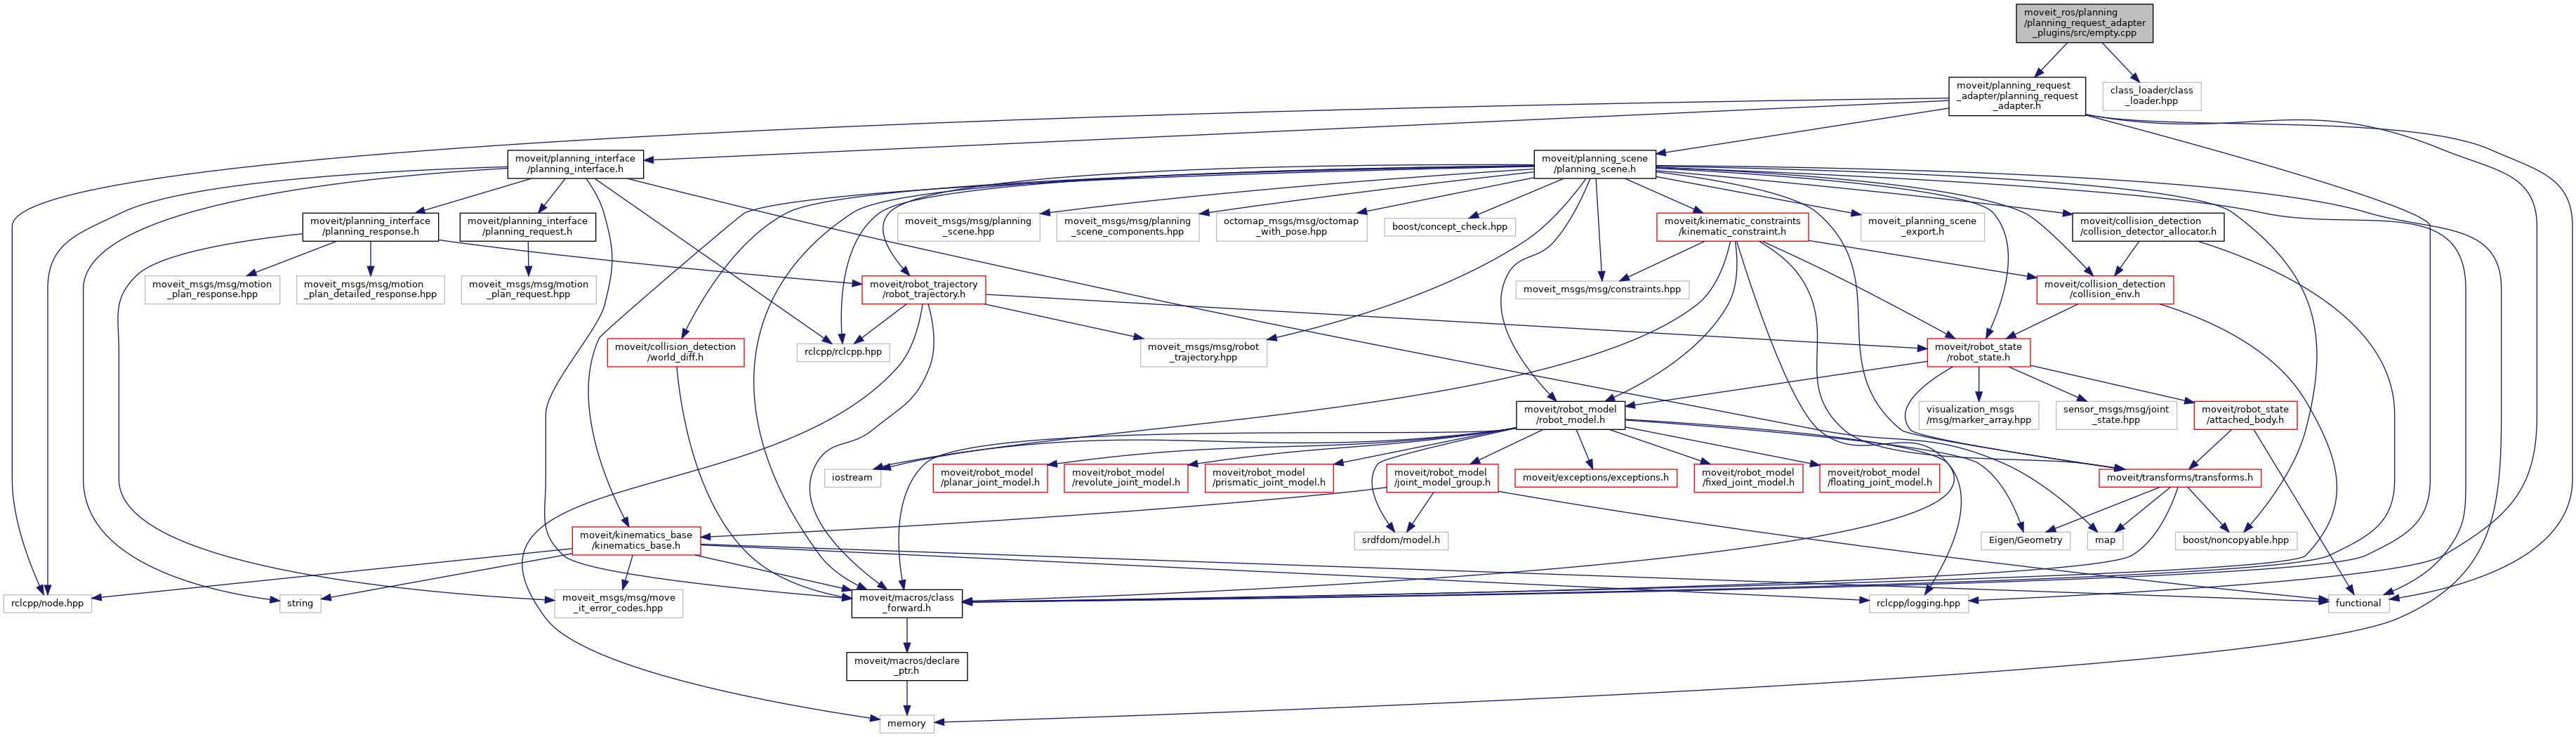 moveit_ros/planning
/planning_request_adapter
_plugins/src/empty.cpp
moveit/planning_request
_adapter/planning_request
_adapter.h
class_loader/class
_loader.hpp
moveit/planning_interface
/planning_interface.h
moveit/planning_scene
/planning_scene.h
moveit/planning_interface
/planning_response.h
moveit/planning_interface
/planning_request.h
moveit_msgs/msg/planning
_scene.hpp
moveit_msgs/msg/planning
_scene_components.hpp
octomap_msgs/msg/octomap
_with_pose.hpp
boost/concept_check.hpp
moveit/kinematic_constraints
/kinematic_constraint.h
moveit_planning_scene
_export.h
moveit/collision_detection
/collision_detector_allocator.h
moveit_msgs/msg/motion
_plan_response.hpp
moveit_msgs/msg/motion
_plan_detailed_response.hpp
moveit_msgs/msg/motion
_plan_request.hpp
moveit/robot_trajectory
/robot_trajectory.h
moveit_msgs/msg/constraints.hpp
moveit/collision_detection
/collision_env.h
moveit/collision_detection
/world_diff.h
rclcpp/rclcpp.hpp
moveit_msgs/msg/robot
_trajectory.hpp
moveit/robot_state
/robot_state.h
moveit/robot_model
/robot_model.h
visualization_msgs
/msg/marker_array.hpp
sensor_msgs/msg/joint
_state.hpp
moveit/robot_state
/attached_body.h
iostream
moveit/robot_model
/planar_joint_model.h
moveit/robot_model
/revolute_joint_model.h
moveit/robot_model
/prismatic_joint_model.h
moveit/robot_model
/joint_model_group.h
moveit/exceptions/exceptions.h
moveit/robot_model
/fixed_joint_model.h
moveit/robot_model
/floating_joint_model.h
moveit/transforms/transforms.h
moveit/kinematics_base
/kinematics_base.h
srdfdom/model.h
Eigen/Geometry
map
boost/noncopyable.hpp
rclcpp/node.hpp
string
moveit_msgs/msg/move
_it_error_codes.hpp
moveit/macros/class
_forward.h
rclcpp/logging.hpp
functional
moveit/macros/declare
_ptr.h
memory